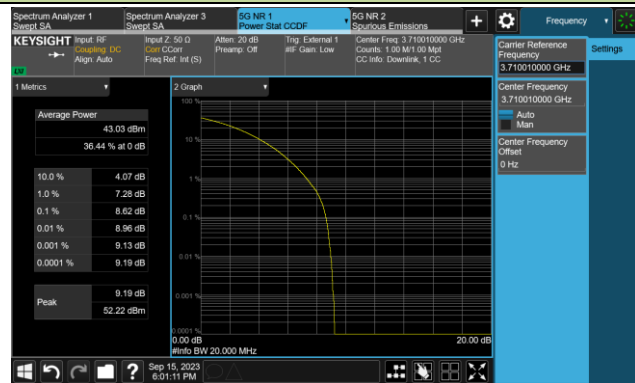 Spectrum Analyzer 1
Swept SA
Spectrum Analyzer 3
Swept SA
5G NR 1
Power Stat CCDF
5G NR 2
Spurious Emissions
Frequency
KEYSIGHT
Input: RF
Coupling: DC
Align: Auto
Input Z: 50 Ω
Corr CCorr
Freq Ref: Int (S)
Atten: 20 dB
Preamp: Off
Trig: External 1
#IF Gain: Low
Center Freq: 3.710010000 GHz
Counts: 1.00 M/1.00 Mpt
CC Info: Downlink, 1 CC
Carrier Reference
Frequency
3.710010000 GHz
Settings
Center Frequency
3.710010000 GHz
Auto
Man
Center Frequency
Offset
0 Hz
1 Metrics
Average Power
43.03 dBm
36.44 % at 0 dB
10.0 % 4.07 dB
1.0 % 7.28 dB
0.1 % 8.62 dB
0.01 % 8.96 dB
0.001 % 9.13 dB
0.0001 % 9.19 dB
Peak
9.19 dB
52.22 dBm
2 Graph
100 %
10 %
1 %
0.1 %
0.01 %
0.001 %
0.0001 %
0.00 dB
20.00 dB
#Info BW 20.000 MHz
?
Sep 15, 2023
6:01:11 PM